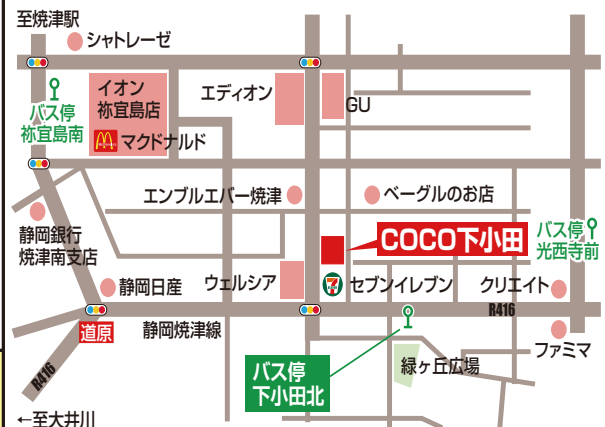 至焼津駅
シャトレーゼ
イオン
祢宜島店
マクドナルド
バス停
祢宜島南
エディオン
GU
エンブルエバー焼津
ベーグルのお店
静岡銀行
焼津南支店
COCO下小田
バス停
光西寺前
静岡日産
ウェルシア
7
セブンイレブン
クリエイト
R416
道原
静岡焼津線
ファミマ
R416
バス停
下小田北
緑ヶ丘広場
←至大井川